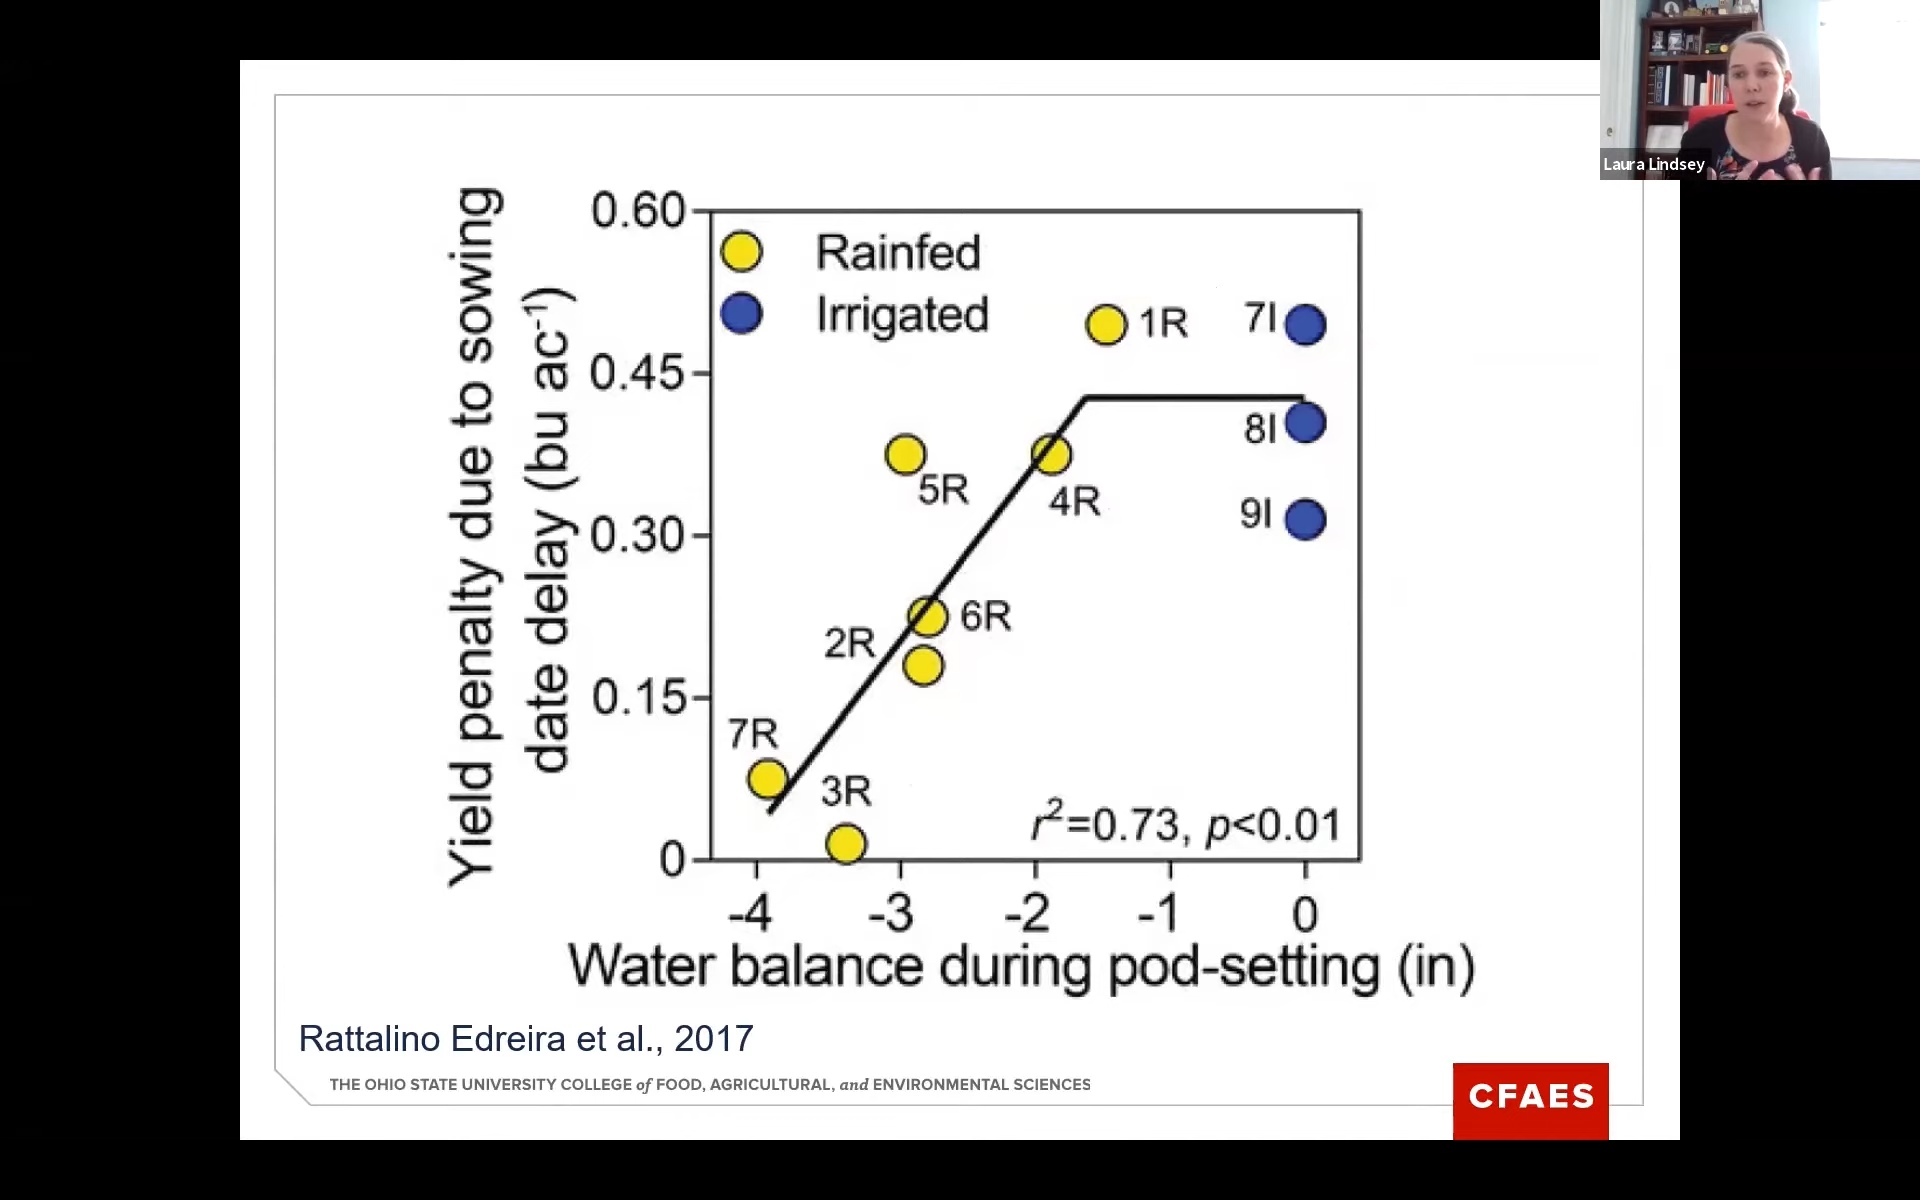 Laura Lindsey
Yield penalty due to sowing
date delay (bu ac⁻¹)
0.60
0.45
0.30
0.15
0
Rainfed
Irrigated
1R
7I
8I
5R
4R
9I
6R
2R
7R
3R
r²=0.73, p<0.01
-4
-3
-2
-1
0
Water balance during pod-setting (in)
Rattalino Edreira et al., 2017
THE OHIO STATE UNIVERSITY COLLEGE of FOOD, AGRICULTURAL, and ENVIRONMENTAL SCIENCES
CFAES